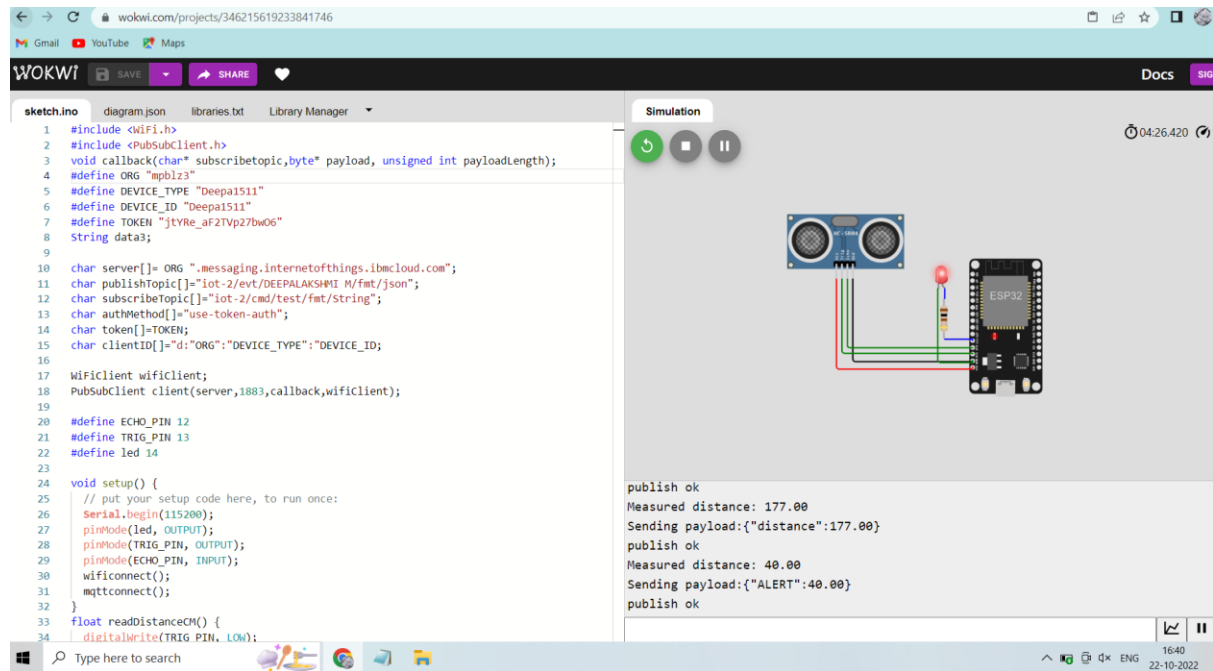 wokwi.com/projects/346215619233841746
Gmail YouTube Maps
WOKWI SAVE SHARE Docs SIG
sketch.ino diagram.json libraries.txt Library Manager
1 #include <WiFi.h>
2 #include <PubSubClient.h>
3 void callback(char* subscribetopic,byte* payload, unsigned int payloadLength);
4 #define ORG "mpblz3"
5 #define DEVICE_TYPE "Deepa1511"
6 #define DEVICE_ID "Deepa1511"
7 #define TOKEN "jtYRe_aF2TVp27bwO6"
8 String data3;
9
10 char server[]= ORG ".messaging.internetofthings.ibmcloud.com";
11 char publishTopic[]="iot-2/evt/DEEPALAKSHMI M/fmt/json";
12 char subscribeTopic[]="iot-2/cmd/test/fmt/String";
13 char authMethod[]="use-token-auth";
14 char token[]=TOKEN;
15 char clientID[]="d:"ORG":"DEVICE_TYPE":"DEVICE_ID;
16
17 WiFiClient wifiClient;
18 PubSubClient client(server,1883,callback,wifiClient);
19
20 #define ECHO_PIN 12
21 #define TRIG_PIN 13
22 #define led 14
23
24 void setup() {
25 // put your setup code here, to run once:
26 Serial.begin(115200);
27 pinMode(led, OUTPUT);
28 pinMode(TRIG_PIN, OUTPUT);
29 pinMode(ECHO_PIN, INPUT);
30 wificonnect();
31 mqttconnect();
32 }
33 float readDistanceCM() {
34 digitalWrite(TRIG_PIN, LOW);
Simulation
04:26.420
HC-SR04
ESP32
publish ok
Measured distance: 177.00
Sending payload:{"distance":177.00}
publish ok
Measured distance: 40.00
Sending payload:{"ALERT":40.00}
publish ok
Type here to search
ENG
16:40
22-10-2022